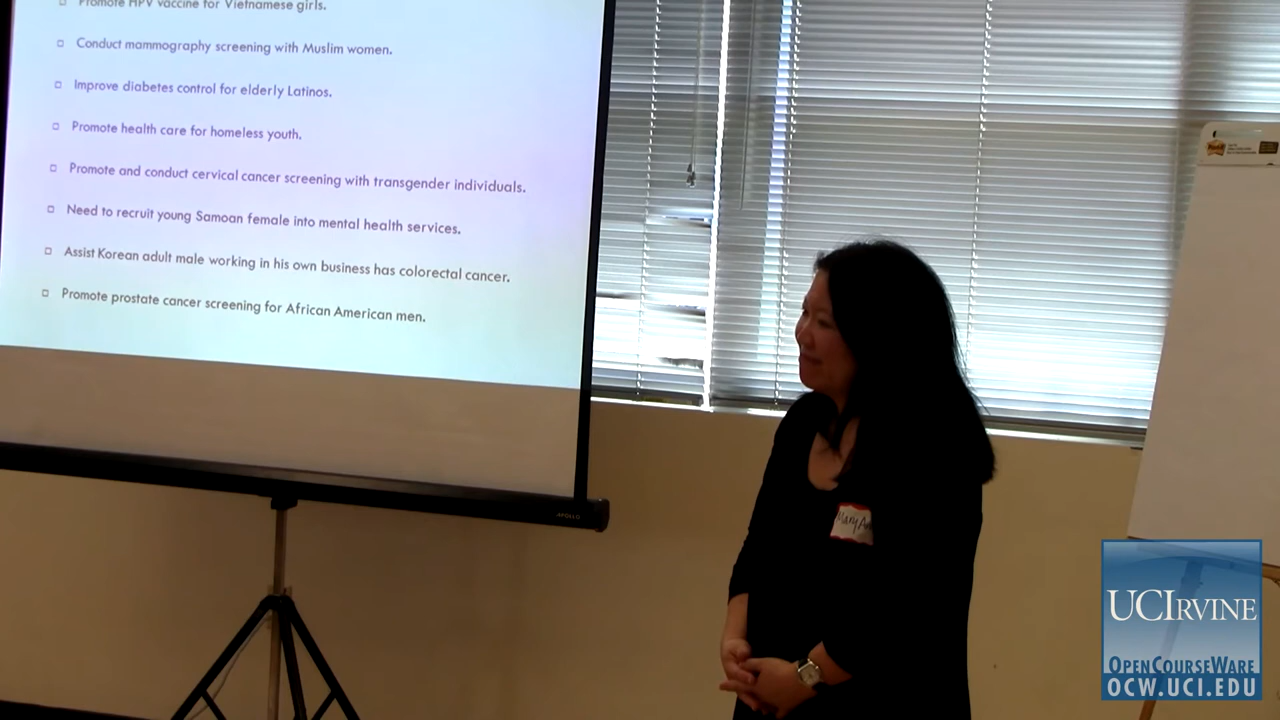 Promote HPV vaccine for Vietnamese girls.
Conduct mammography screening with Muslim women.
Improve diabetes control for elderly Latinos.
Promote health care for homeless youth.
Promote and conduct cervical cancer screening with transgender individuals.
Need to recruit young Samoan female into mental health services.
Assist Korean adult male working in his own business has colorectal cancer.
Promote prostate cancer screening for African American men.
APOLLO
Post-it
UCIRVINE
OPENCOURSEWARE
OCW.UCI.EDU